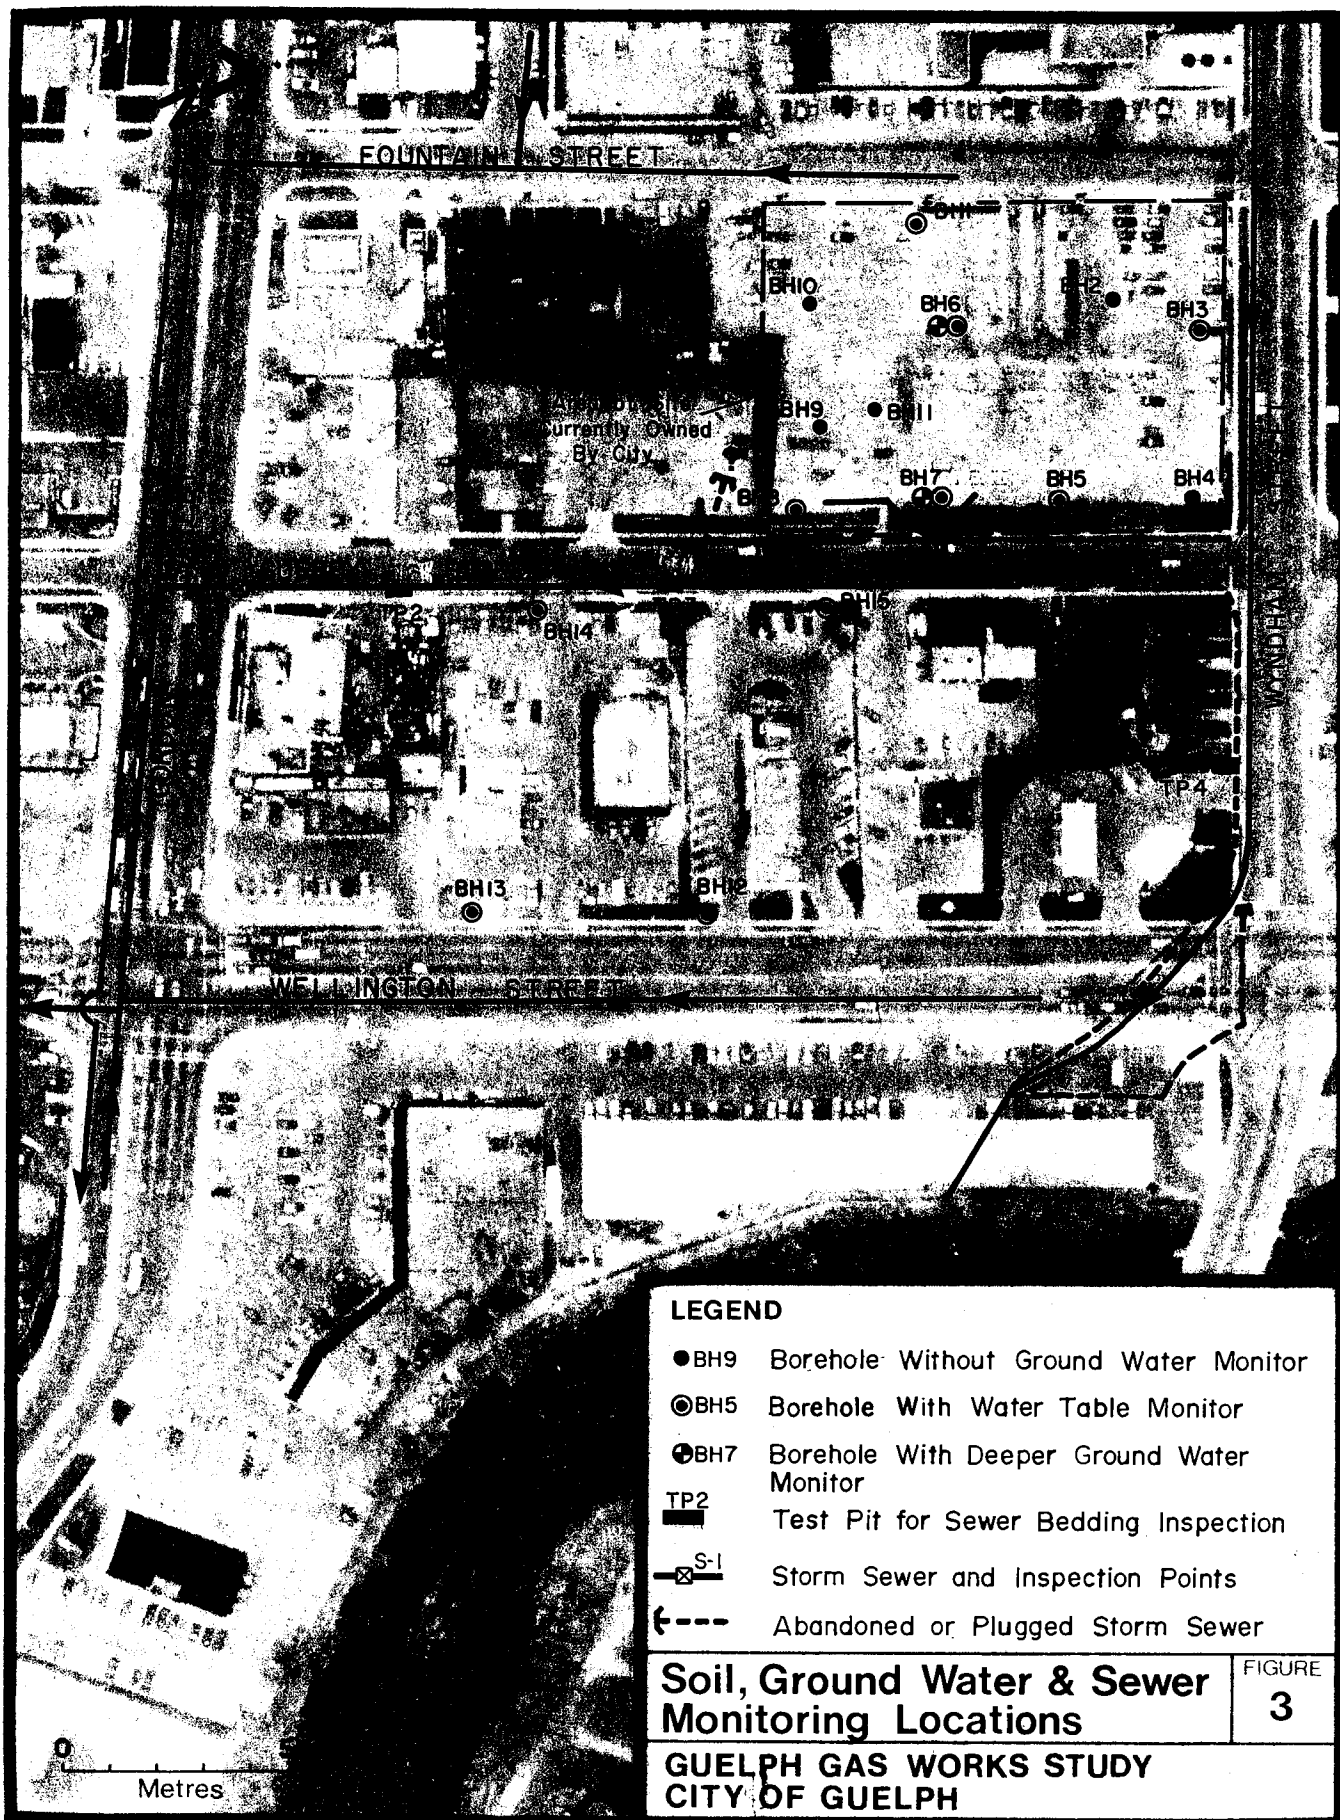 FOUNTAIN STREET
BH1
BH10
BH6
BH2
BH3
BH9
BH11
Currently Owned
By City
BH7
BH5
BH4
TP2
BH14
BH15
WYNDHAM STREET
TP4
BH13
BH12
WELLINGTON STREET
LEGEND
BH9 Borehole Without Ground Water Monitor
BH5 Borehole With Water Table Monitor
BH7 Borehole With Deeper Ground Water
Monitor
TP2
Test Pit for Sewer Bedding Inspection
S-1
Storm Sewer and Inspection Points
Abandoned or Plugged Storm Sewer
Soil, Ground Water & Sewer
Monitoring Locations
FIGURE
3
GUELPH GAS WORKS STUDY
CITY OF GUELPH
0
Metres